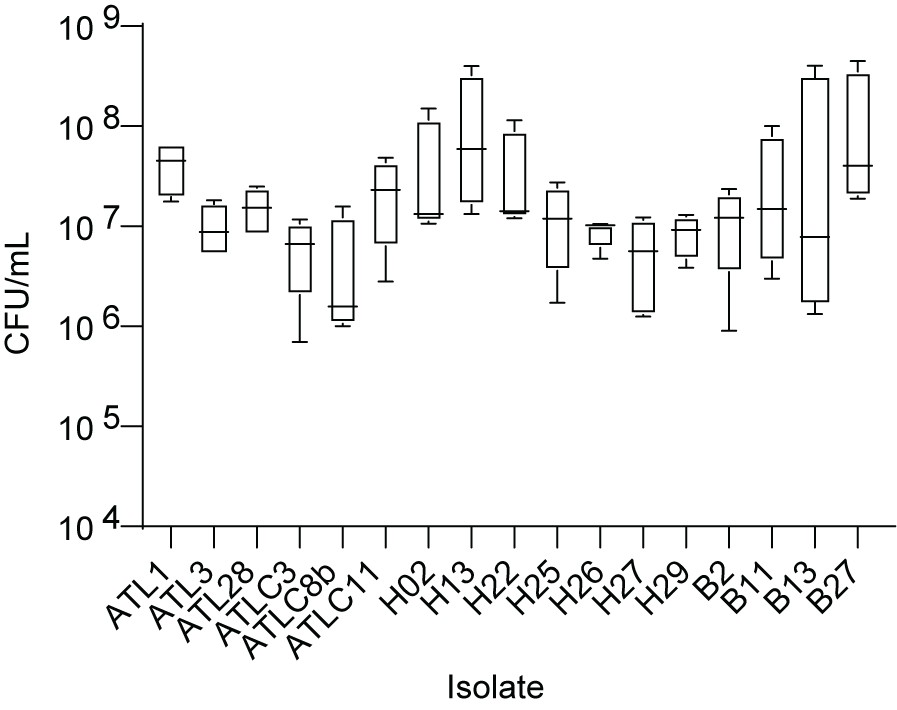 10 9
10 8
10 7
10 6
10 5
10 4
CFU/mL
ATL1 ATL3 ATL28 ATLC3 ATLC8b ATLC11 H02 H13 H22 H25 H26 H27 H29 B2 B11 B13 B27
Isolate